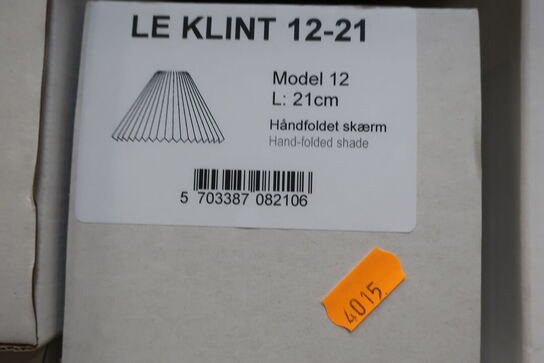 LE KLINT 12-21
Model 12
L: 21cm
Håndfoldet skærm
Hand-folded shade
5 703387 082106
4015